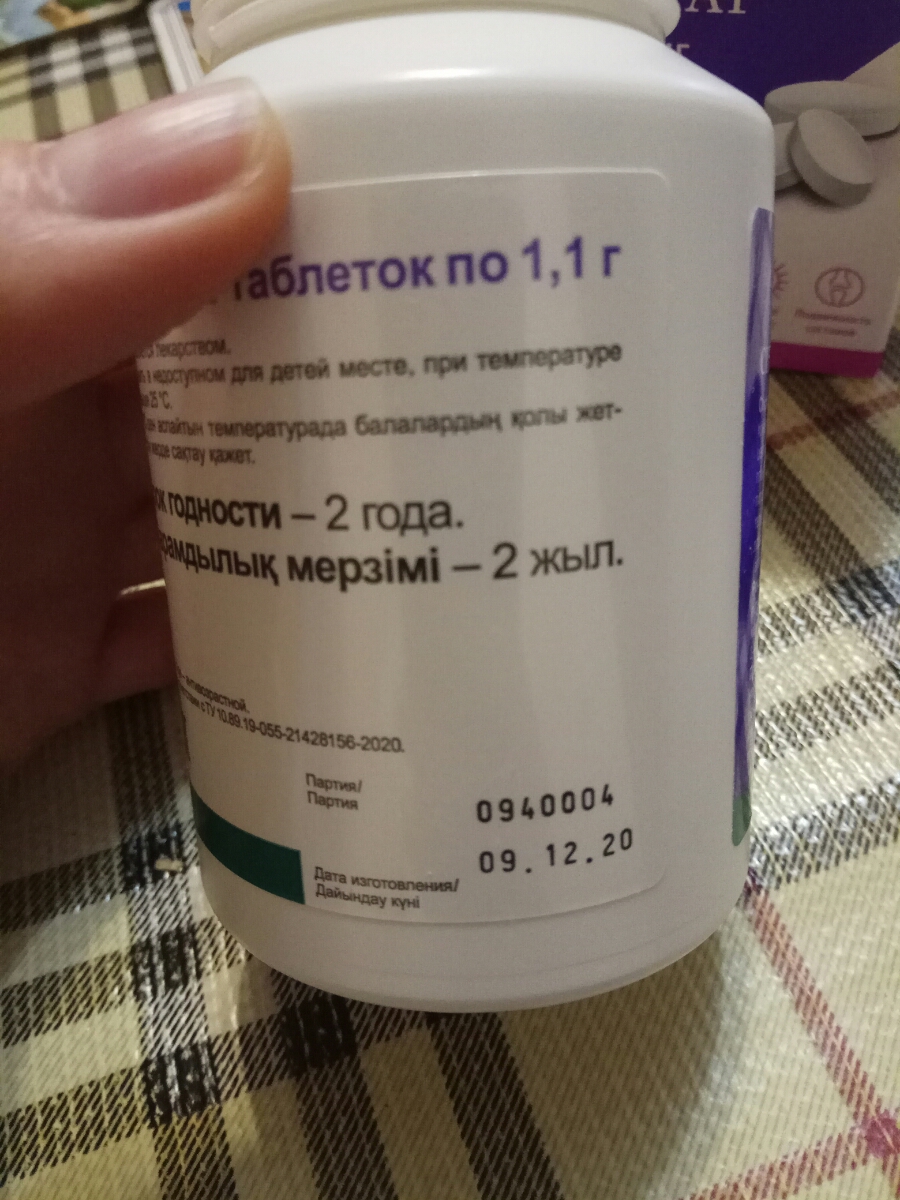 таблеток по 1,1 г
лекарством.
в недоступном для детей месте, при температуре
25 °C.
аспайтын температурада балалардың қолы жет-
сақтау қажет.
годности – 2 года.
мерзімі – 2 жыл.
ТУ 10.89.19-055-21428156-2020.
Партия/
Партия
0940004
Дата изготовления/
Дайындау күні
09.12.20